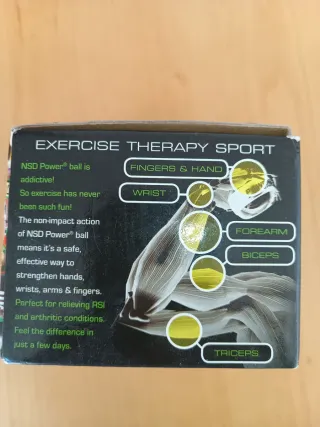 EXERCISE THERAPY SPORT
NSD Power® ball is
addictive!
So exercise has never
been such fun!
The non-impact action
of NSD Power® ball
means it's a safe,
effective way to
strengthen hands,
wrists, arms & fingers.
Perfect for relieving RSI
and arthritic conditions.
Feel the difference in
just a few days.
FINGERS & HAND
WRIST
FOREARM
BICEPS
TRICEPS